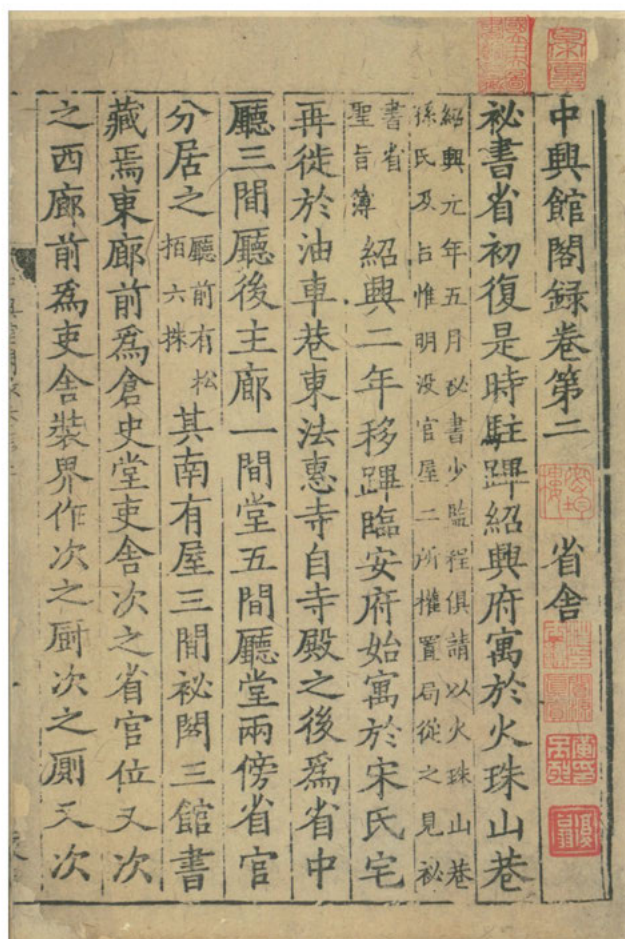 中興館閣録卷第二
省舎
祕書省初復是時駐蹕紹興府寓於火珠山巷
紹興元年五月祕書少監程俱請以火珠山巷
孫氏及吕惟明没官屋二所權置局從之見祕
書省
聖旨簿
紹興二年移蹕臨安府始寓於宋氏宅
再徙於油車巷東法惠寺自寺殿之後爲省中
廳三間廳後主廊一間堂五間廳堂兩傍省官
分居之
廳前有松
栢六株
其南有屋三間祕閣三館書
藏焉東廊前爲倉史堂吏舎次之省官位又次
之西廊前爲吏舎裝界作次之厨次之厠又次